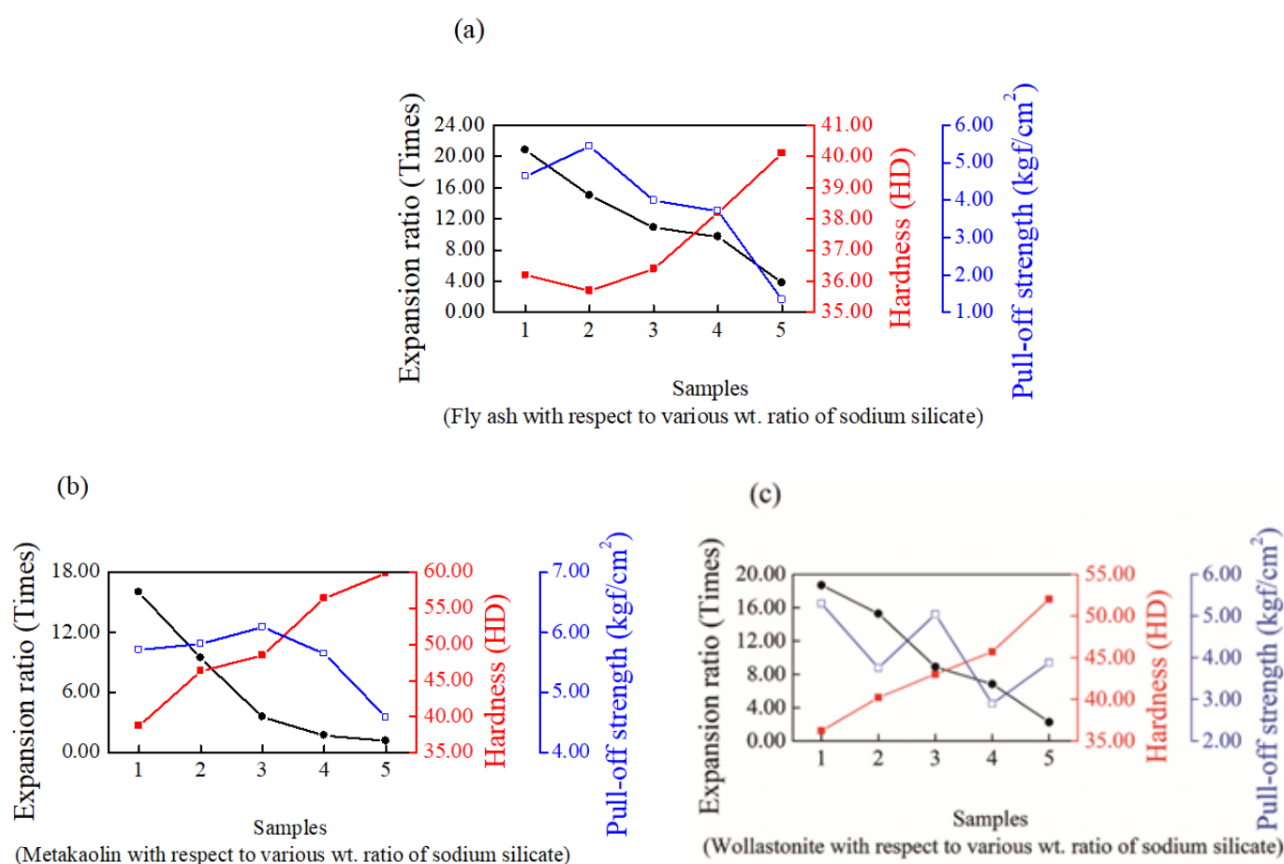 (a)
Expansion ratio (Times)
24.00
20.00
16.00
12.00
8.00
4.00
0.00
1 2 3 4 5
41.00
40.00
39.00
38.00
37.00
36.00
35.00
Hardness (HD)
6.00
5.00
4.00
3.00
2.00
1.00
Pull-off strength (kgf/cm²)
Samples
(Fly ash with respect to various wt. ratio of sodium silicate)
(b)
Expansion ratio (Times)
18.00
12.00
6.00
0.00
1 2 3 4 5
60.00
55.00
50.00
45.00
40.00
35.00
Hardness (HD)
7.00
6.00
5.00
4.00
Pull-off strength (kgf/cm²)
Samples
(Metakaolin with respect to various wt. ratio of sodium silicate)
(c)
Expansion ratio (Times)
20.00
16.00
12.00
8.00
4.00
0.00
1 2 3 4 5
55.00
50.00
45.00
40.00
35.00
Hardness (HD)
6.00
5.00
4.00
3.00
2.00
Pull-off strength (kgf/cm²)
Samples
(Wollastonite with respect to various wt. ratio of sodium silicate)